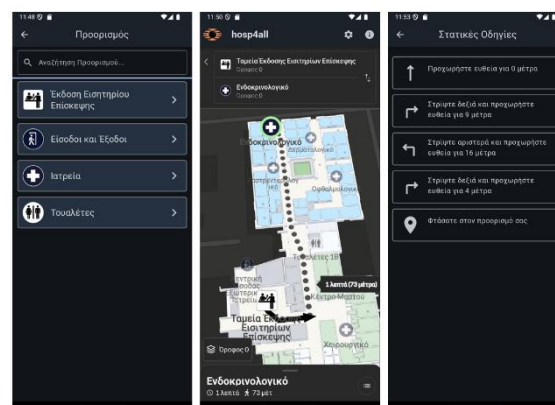 11:48
Προορισμός
Αναζήτηση Προορισμού...
Έκδοση Εισητηρίου
Επίσκεψης
Είσοδοι και Έξοδοι
Ιατρεία
Τουαλέτες
11:50
hosp4all
Ταμεία Έκδοσης Εισιτηρίων Επίσκεψης
Όροφος 0
Ενδοκρινολογικό
Όροφος 0
Ενδοκρινολογικό
Δερματολογικό
Οφθαλμολογικό
Τουαλέτες 1Β
1 λεπτά (73 μέτρα)
Κέντρο Μαστού
Ταμεία Έκδοσης
Εισιτηρίων
Επίσκεψης
Χειρουργικό
Όροφος 0
Ενδοκρινολογικό
1 λεπτά 73 μέτ
11:53
Στατικές Οδηγίες
Προχωρήστε ευθεία για 0 μέτρα
Στρίψτε δεξιά και προχωρήστε
ευθεία για 9 μέτρα
Στρίψτε αριστερά και προχωρήστε
ευθεία για 16 μέτρα
Στρίψτε δεξιά και προχωρήστε
ευθεία για 4 μέτρα
Φτάσατε στον προορισμό σας